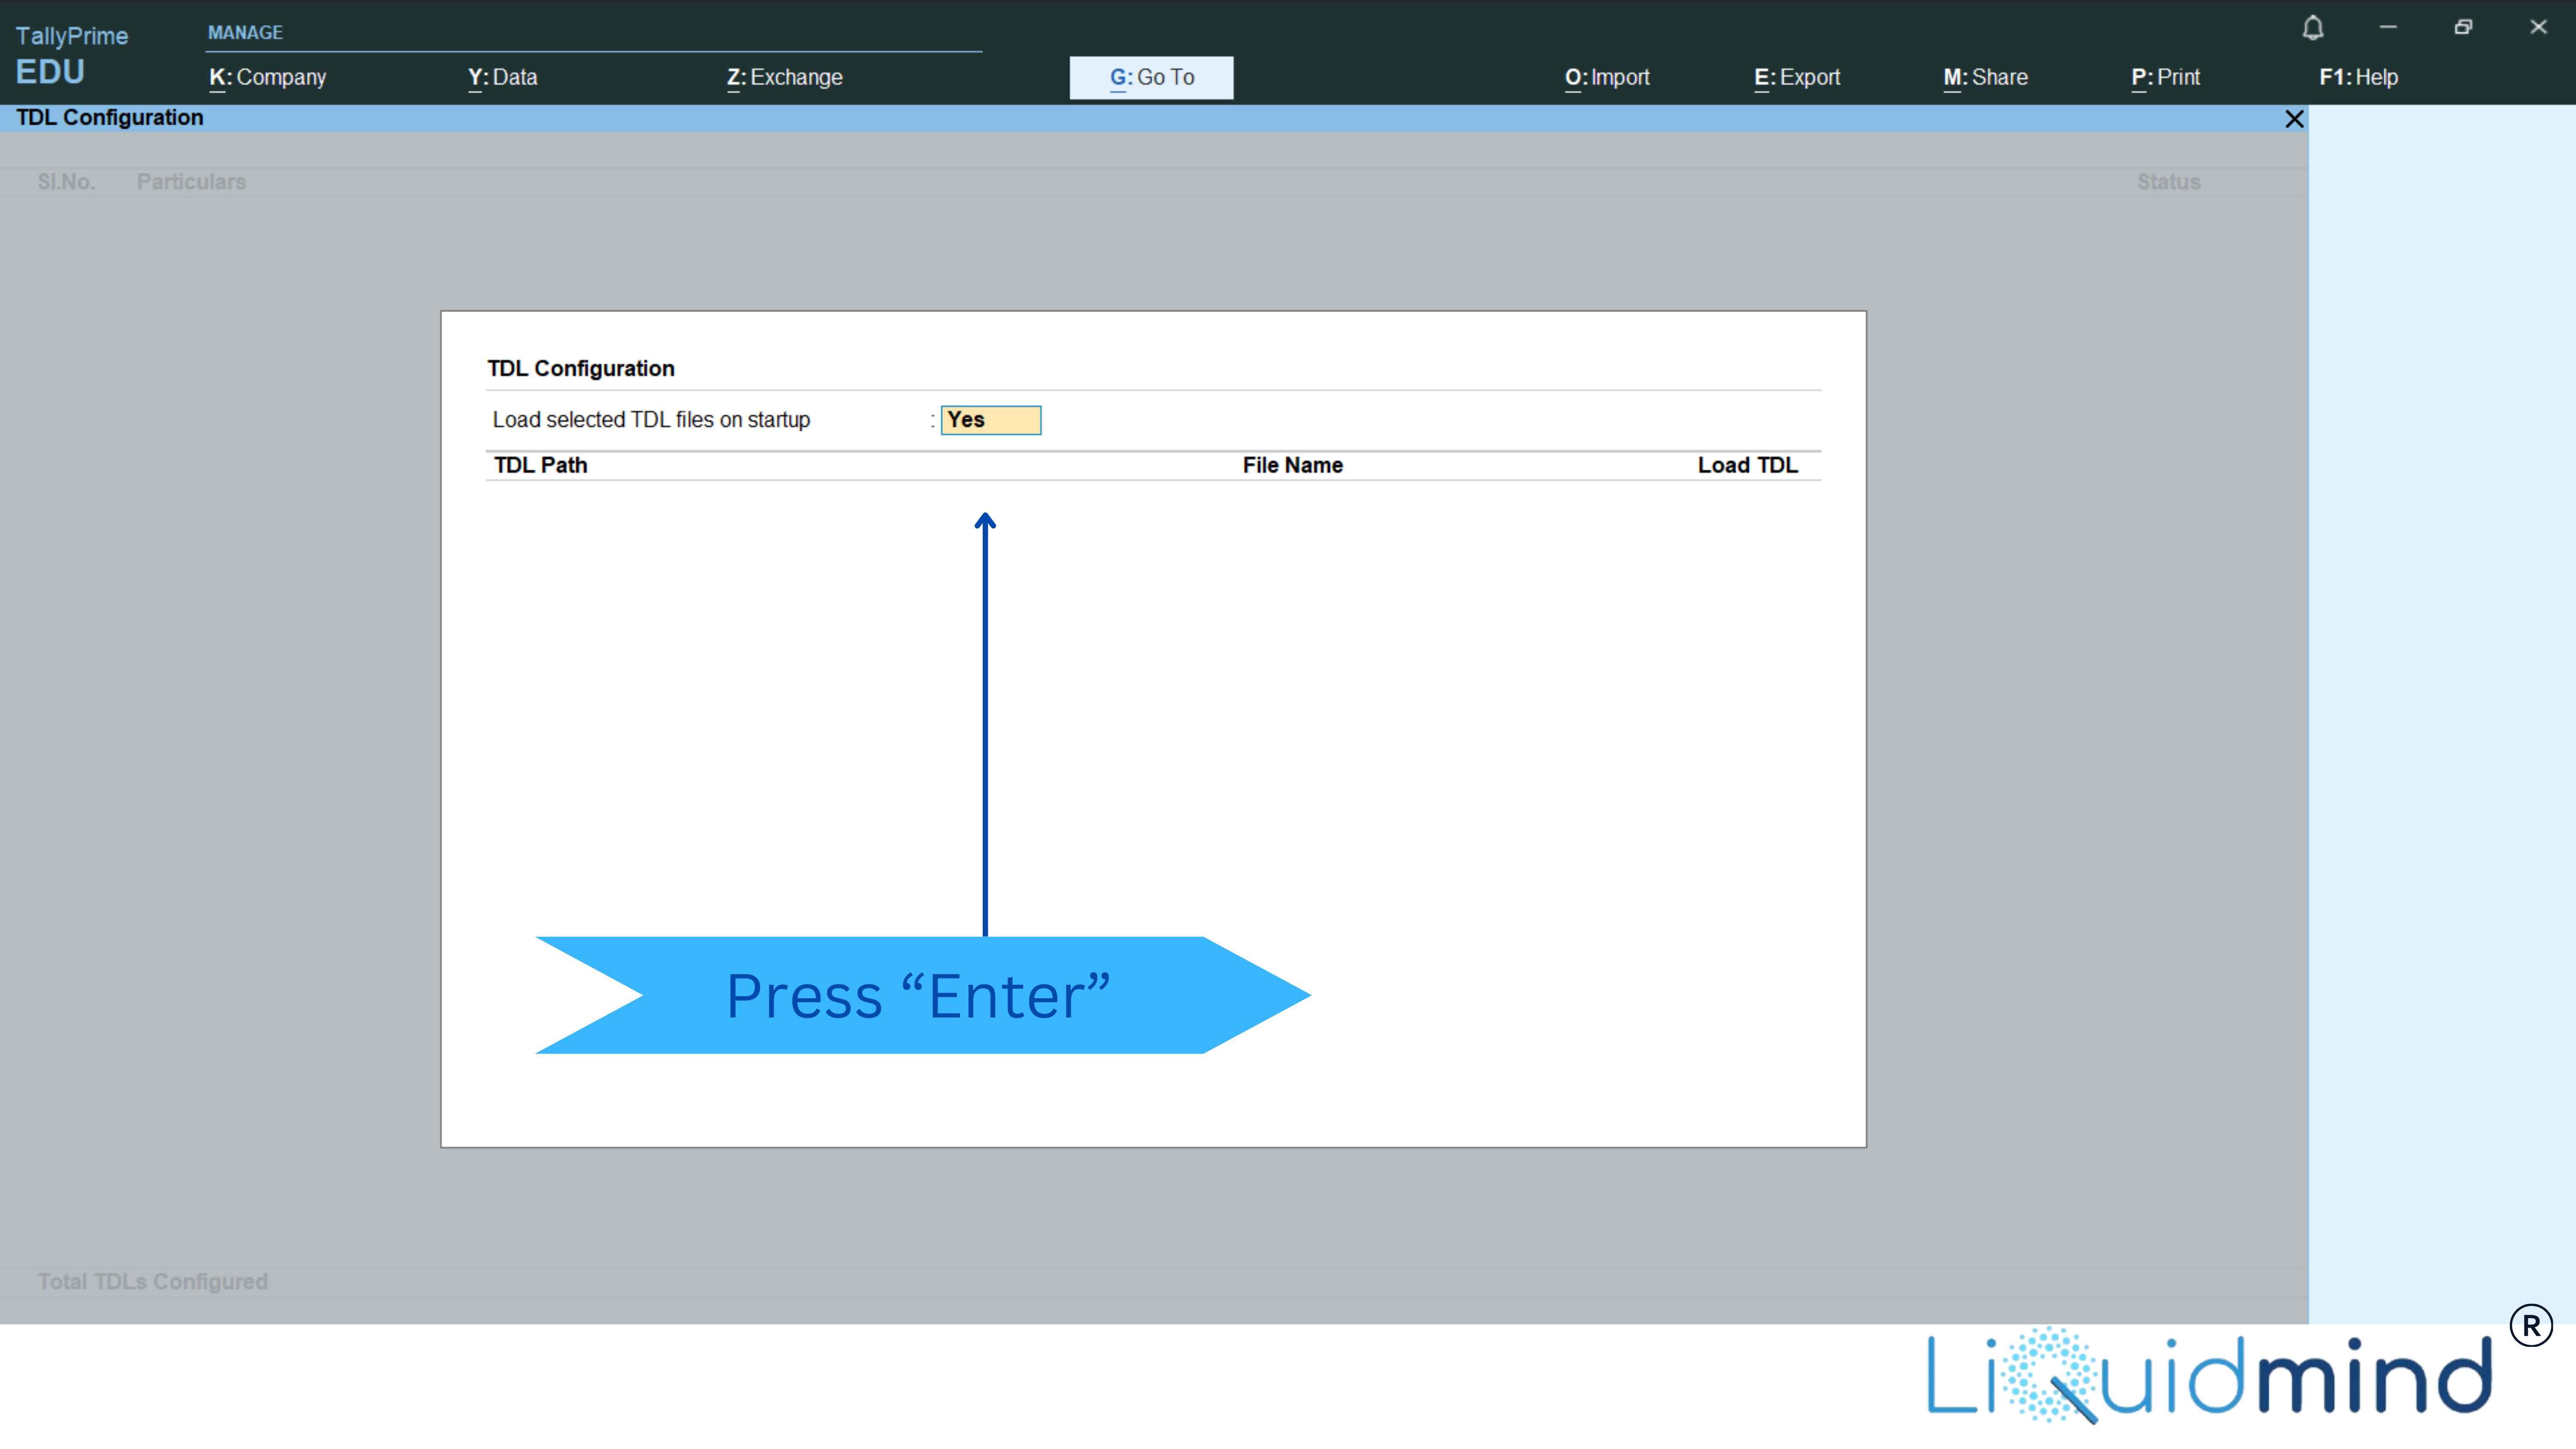 TallyPrime
EDU
MANAGE
K: Company Y: Data Z: Exchange G: Go To O: Import E: Export M: Share P: Print F1: Help
TDL Configuration
Sl.No. Particulars Status
TDL Configuration
Load selected TDL files on startup : Yes
TDL Path File Name Load TDL
Press “Enter”
Total TDLs Configured
LiQuidmind ®